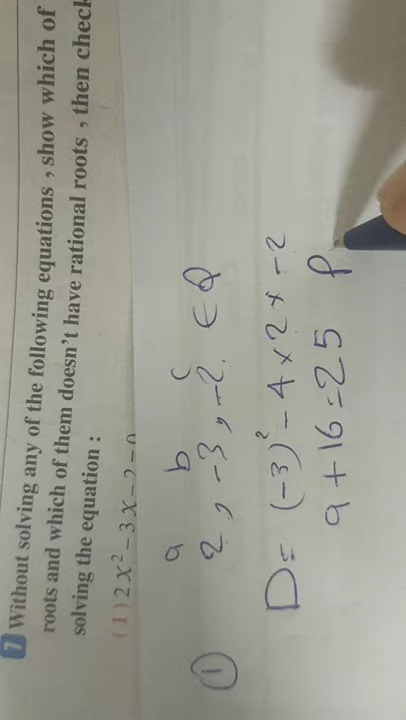 7 Without solving any of the following equations , show which of
roots and which of them doesn't have rational roots , then check
solving the equation :
(1) 2x² – 3x – 2 = 0
① a b c
2 , -3 , -2 ∈ Q
D = (-3)² - 4 × 2 × -2
9 + 16 = 25 P